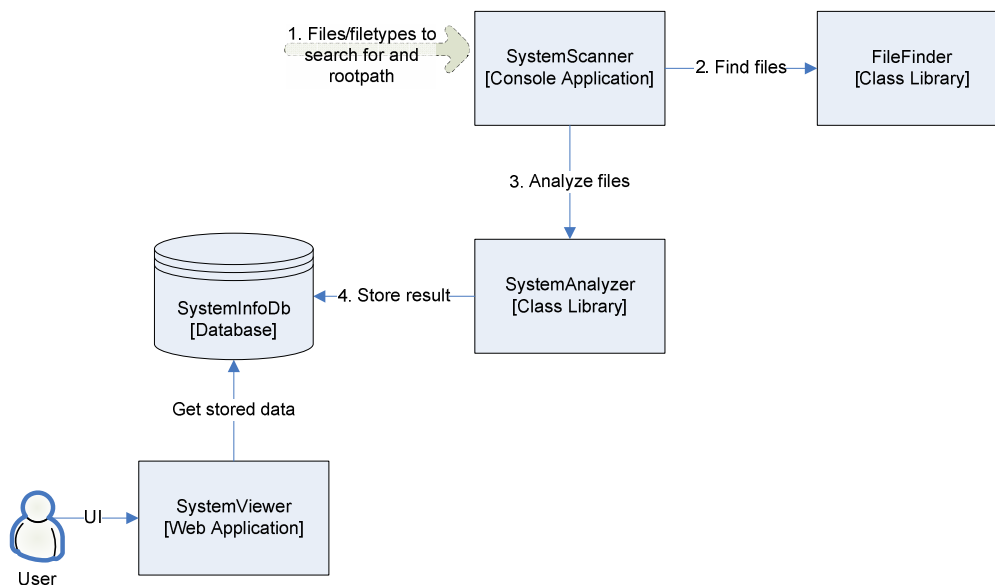 1. Files/filetypes to
search for and
rootpath
SystemScanner
[Console Application]
2. Find files
FileFinder
[Class Library]
3. Analyze files
SystemAnalyzer
[Class Library]
4. Store result
SystemInfoDb
[Database]
Get stored data
SystemViewer
[Web Application]
UI
User